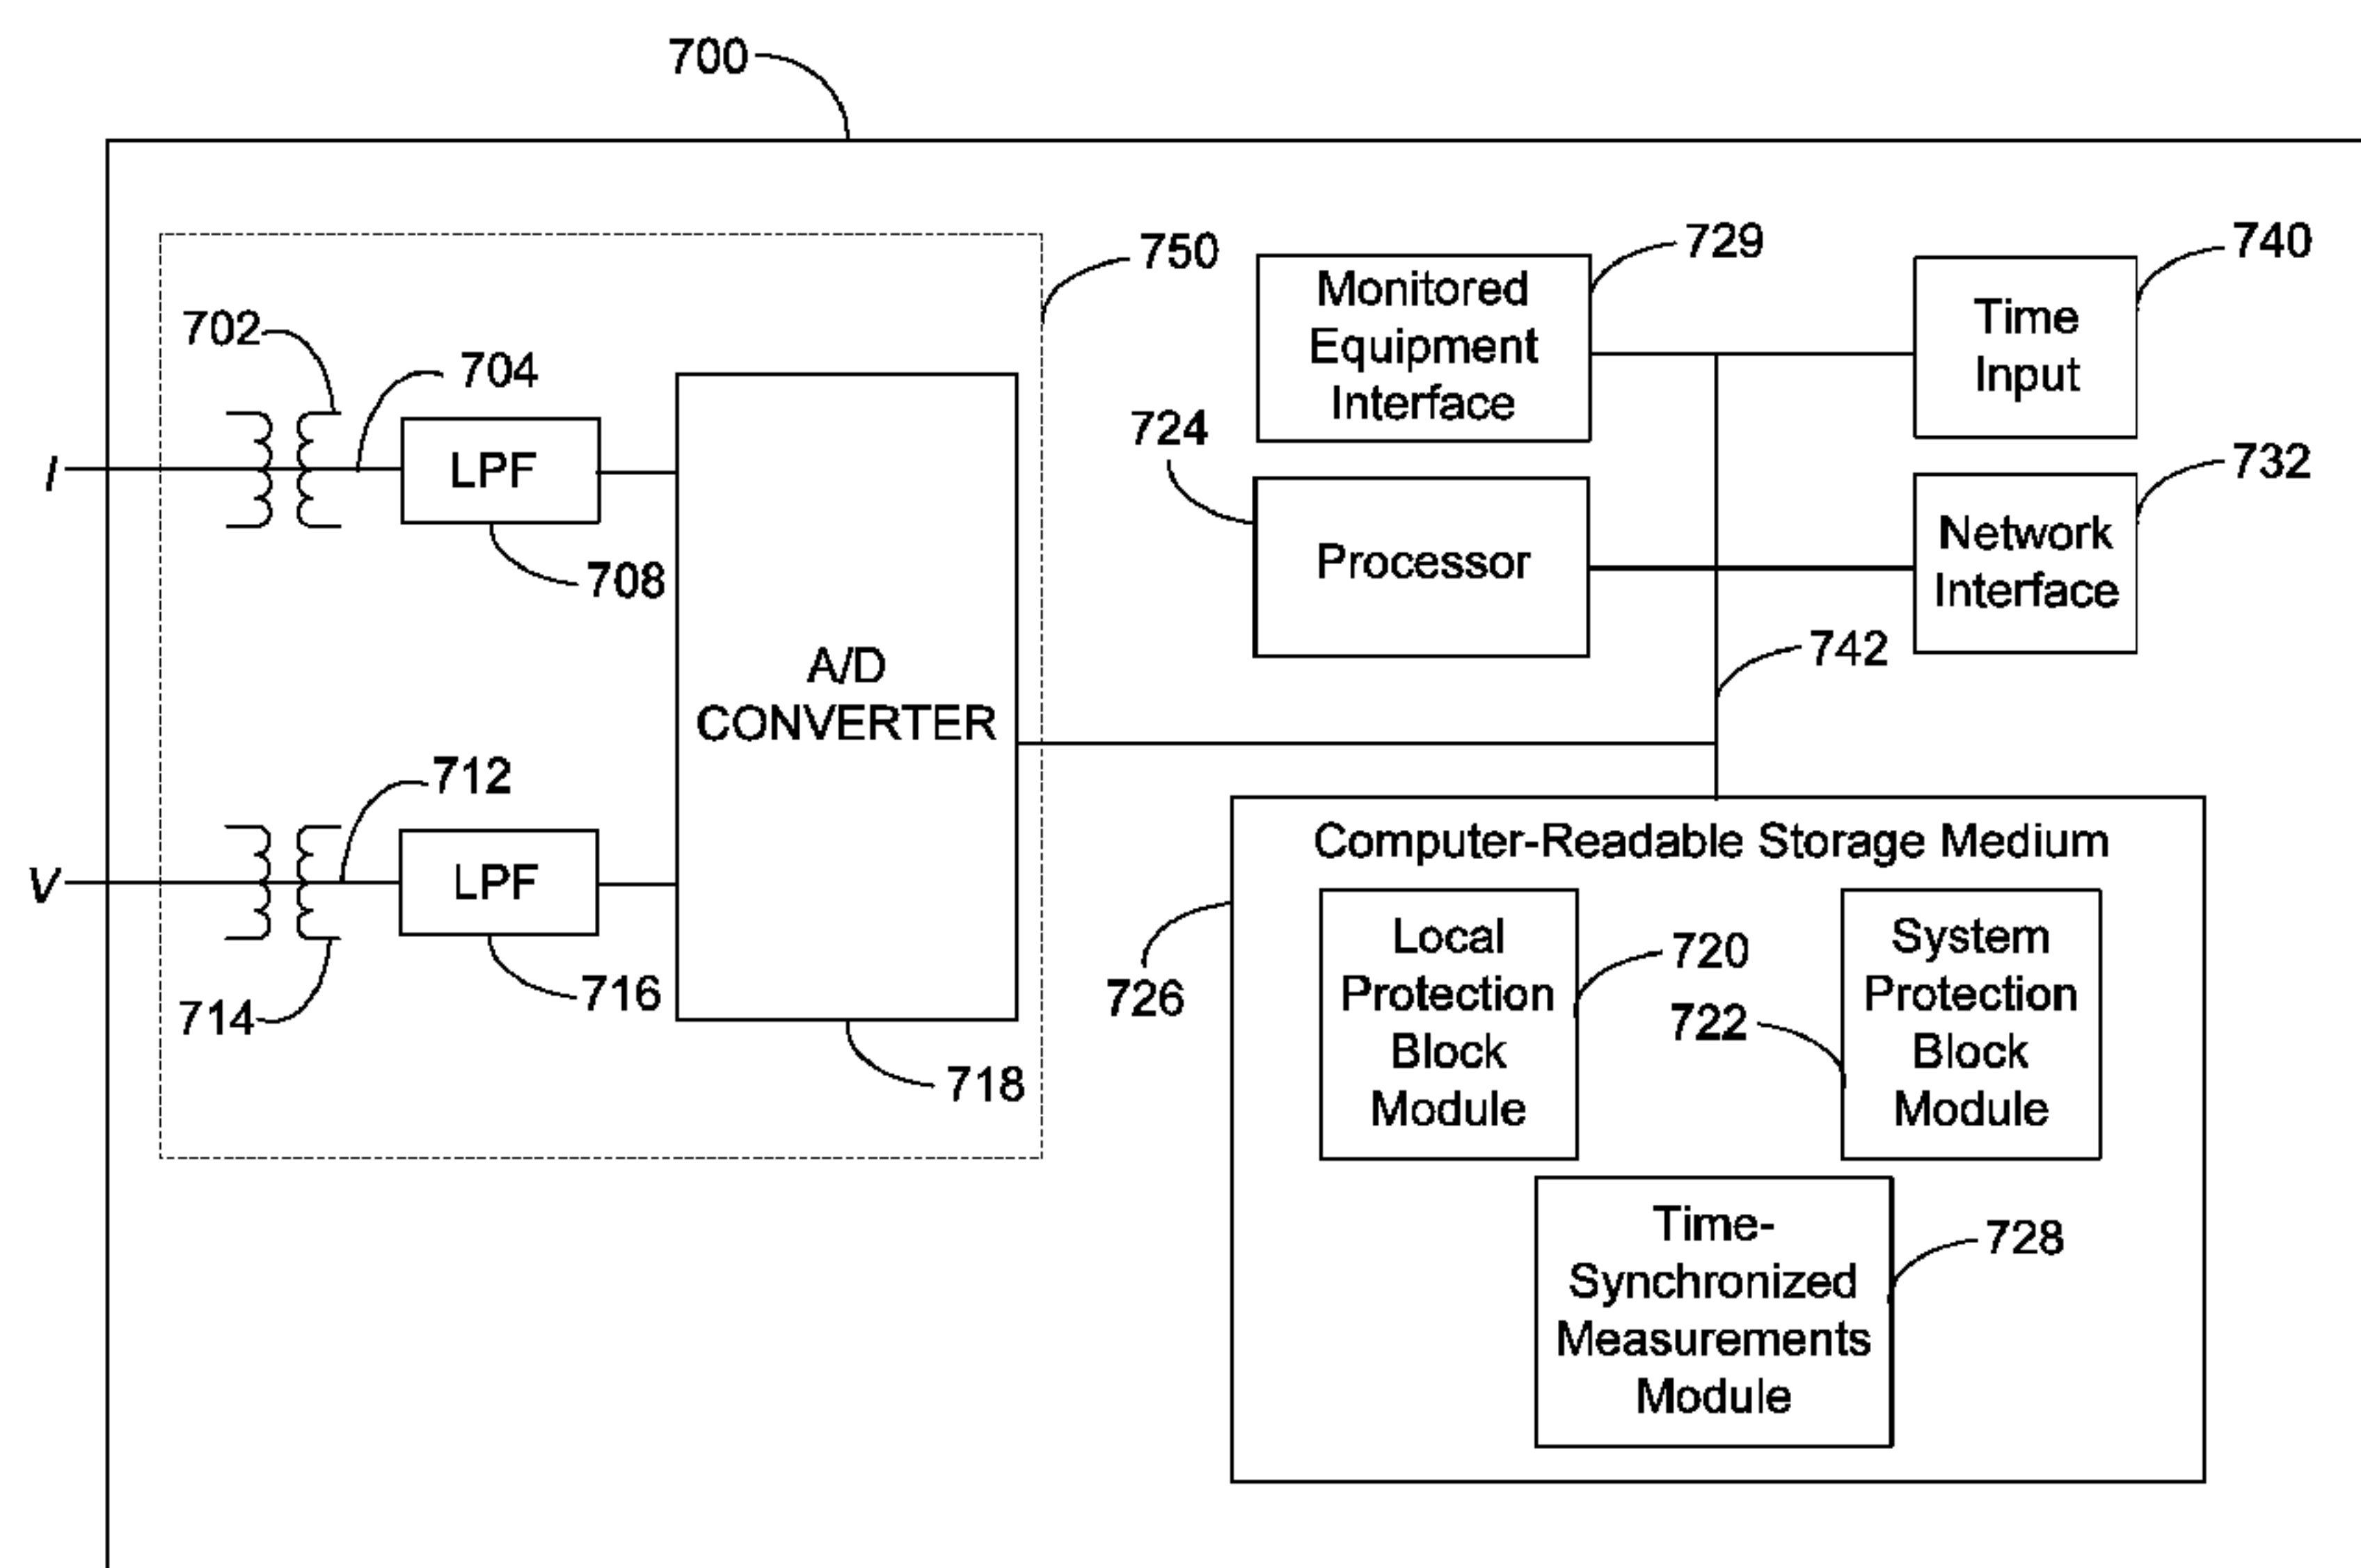 700
750
729
740
Monitored
Equipment
Interface
Time
Input
702
704
724
732
I
LPF
708
Processor
Network
Interface
742
A/D
CONVERTER
712
V
LPF
714
716
718
Computer-Readable Storage Medium
726
Local
Protection
Block
Module
720
722
System
Protection
Block
Module
Time-
Synchronized
Measurements
Module
728